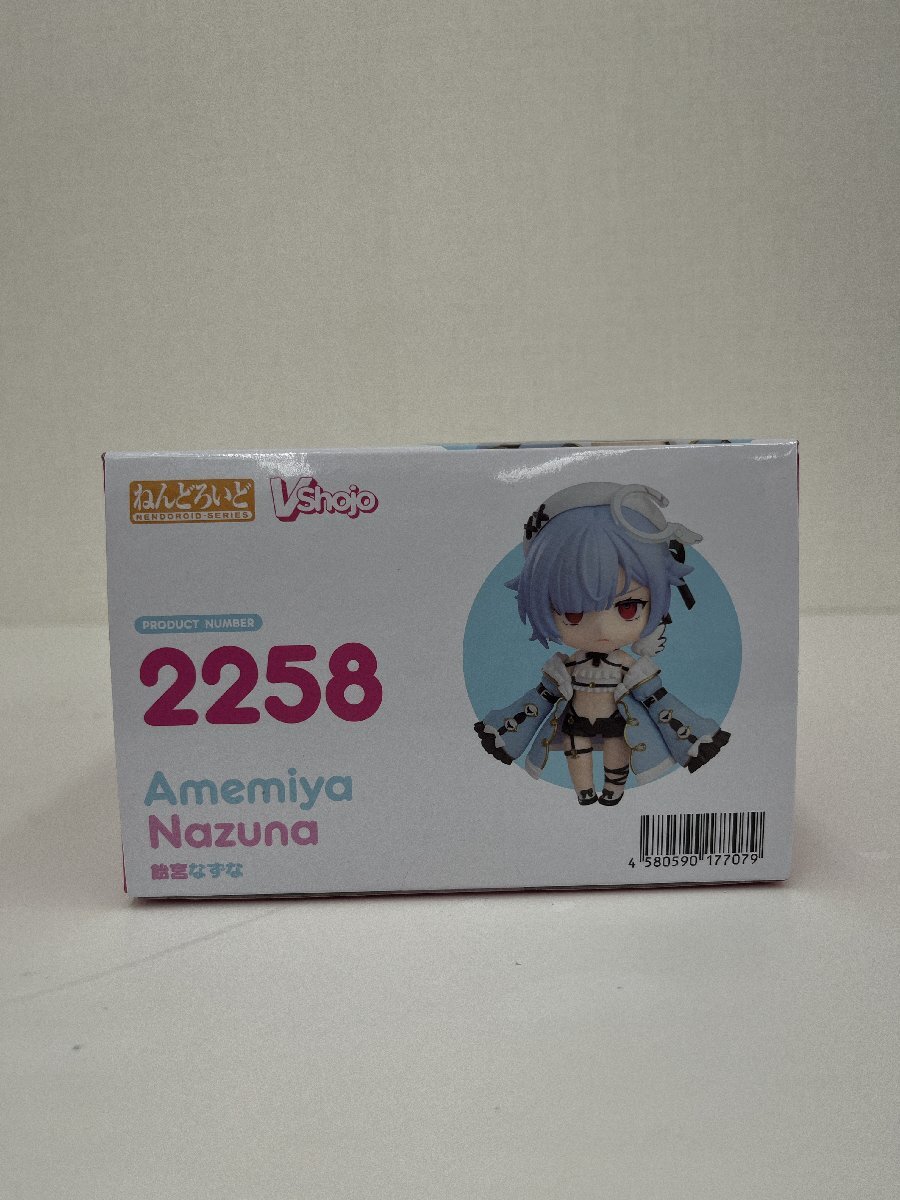 ねんどろいど
NENDOROID-SERIES
VShojo
PRODUCT NUMBER
2258
Amemiya
Nazuna
飴宮なずな
4 580590 177079